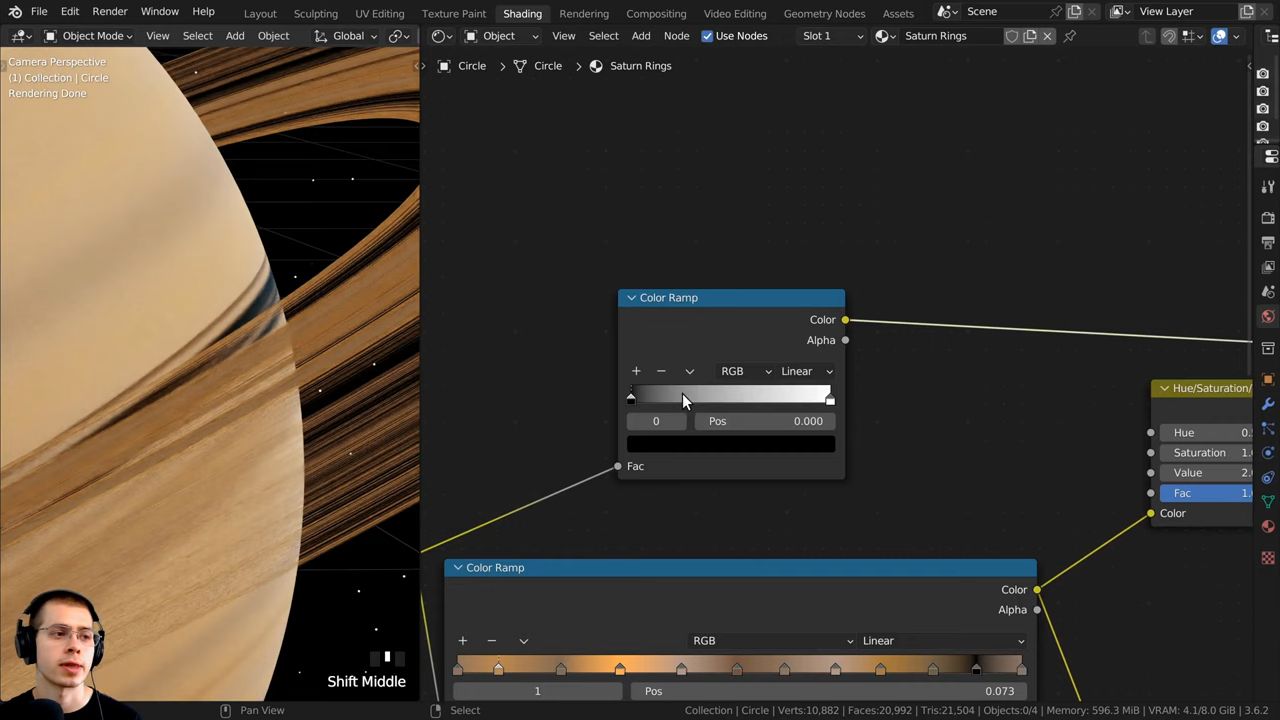 File Edit Render Window Help Layout Sculpting UV Editing Texture Paint Shading Rendering Compositing Video Editing Geometry Nodes Assets Scene View Layer
Object Mode View Select Add Object Global Object View Select Add Node Use Nodes Slot 1 Saturn Rings
Camera Perspective
(1) Collection | Circle
Rendering Done
Circle > Circle > Saturn Rings
Color Ramp
Color
Alpha
RGB Linear
0 Pos 0.000
Fac
Hue/Saturation/
Hue 0.
Saturation 1.
Value 2.
Fac 1.
Color
Color Ramp
Color
Alpha
RGB Linear
1 Pos 0.073
Shift Middle
Pan View Select Collection | Circle | Verts:10,882 | Faces:20,992 | Tris:21,504 | Objects:0/4 | Memory: 596.3 MiB | VRAM: 4.1/8.0 GiB | 3.6.2